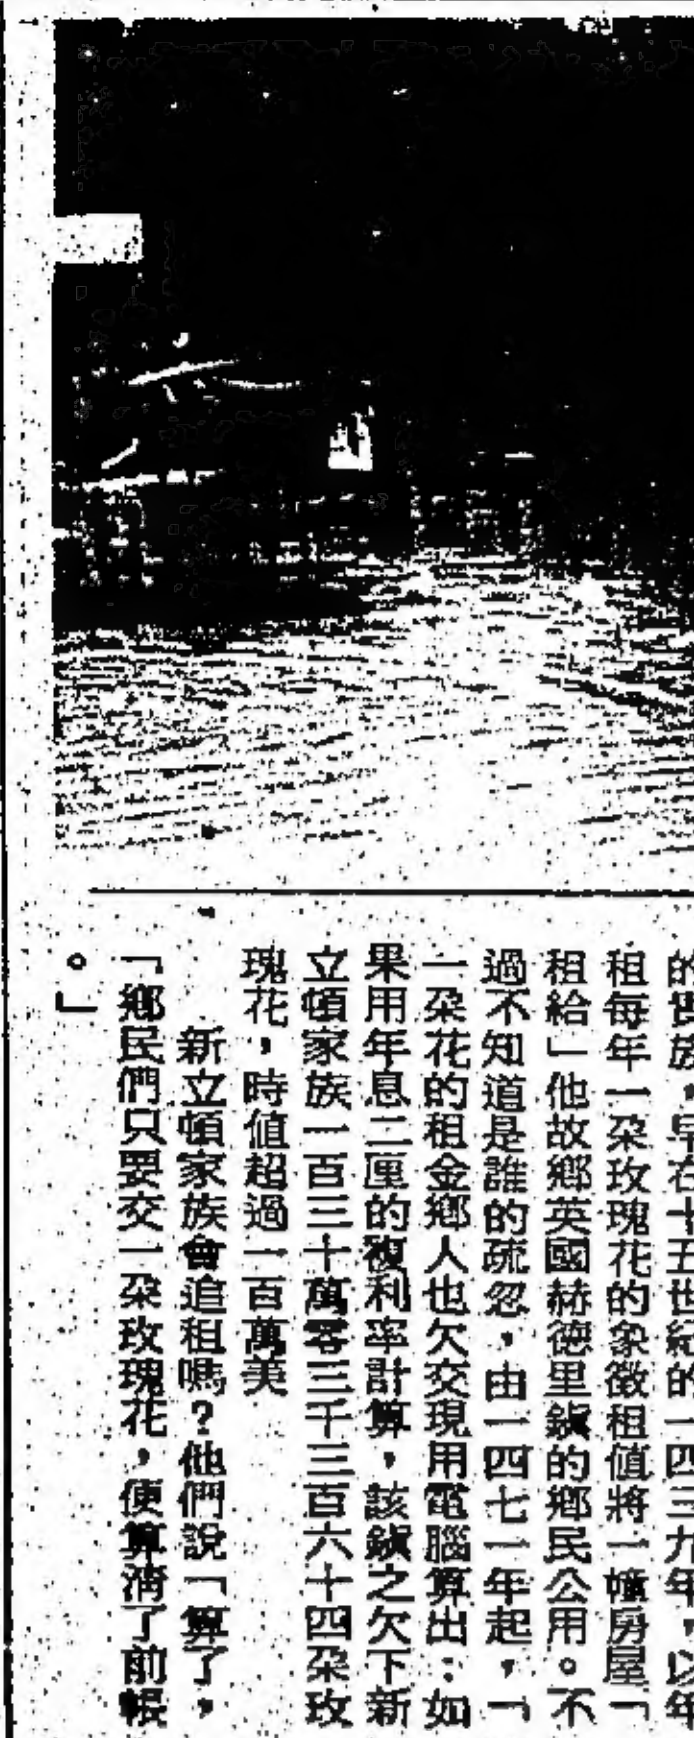 的貴族，早在十五世紀的一四三九年，以年
租每年一朶玫瑰花的象徵租值將一幢房屋「
租給」他故鄉英國赫德里鎮的鄉民公用。不
過不知道是誰的疏忽，由一四七一年起，「
一朶花的租金鄉人也欠交現用電腦算出：如
果用年息二厘的複利率計算，該鎮之欠下新
立頓家族一百三十萬零三千三百六十四朶玫
瑰花，時值超過一百萬美
新立頓家族會追租嗎？他們說「算了，
「鄉民們只要交一朶玫瑰花，便算清了前帳
。」